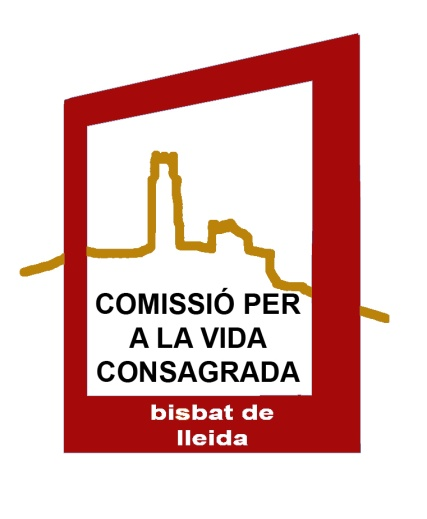 COMISSIÓ PER
A LA VIDA
CONSAGRADA
bisbat de
lleida